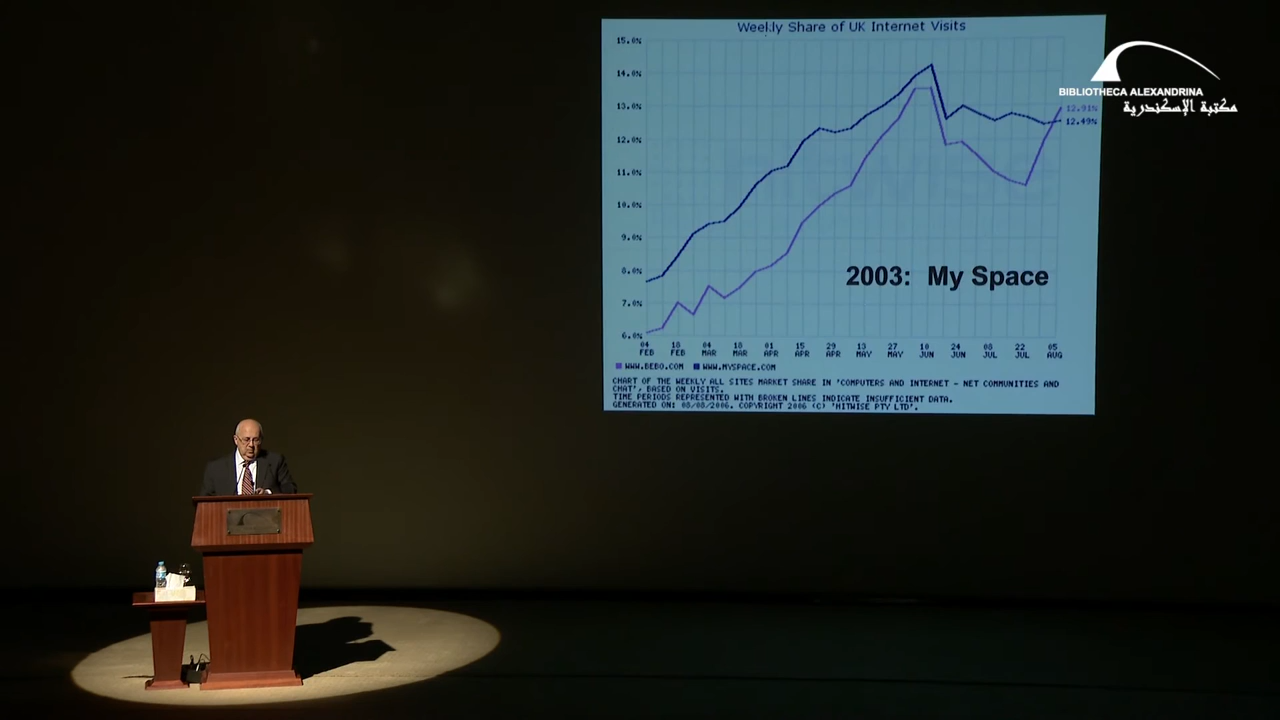 Weekly Share of UK Internet Visits
15.0%
14.0%
13.0%
12.0%
11.0%
10.0%
9.0%
8.0%
7.0%
6.0%
12.91%
12.49%
2003: My Space
04 FEB
18 FEB
04 MAR
18 MAR
01 APR
15 APR
29 APR
13 MAY
27 MAY
10 JUN
24 JUN
08 JUL
22 JUL
05 AUG
WWW.BEBO.COM WWW.MYSPACE.COM
CHART OF THE WEEKLY ALL SITES MARKET SHARE IN 'COMPUTERS AND INTERNET - NET COMMUNITIES AND
CHAT', BASED ON VISITS.
TIME PERIODS REPRESENTED WITH BROKEN LINES INDICATE INSUFFICIENT DATA.
GENERATED ON: 08/08/2006. COPYRIGHT 2006 (C) 'HITWISE PTY LTD'.
BIBLIOTHECA ALEXANDRINA
مكتبة الإسكندرية